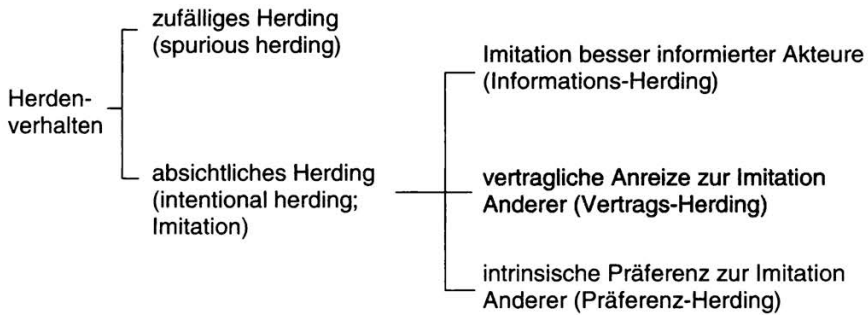 Herden-
verhalten
zufälliges Herding
(spurious herding)
absichtliches Herding
(intentional herding;
Imitation)
Imitation besser informierter Akteure
(Informations-Herding)
vertragliche Anreize zur Imitation
Anderer (Vertrags-Herding)
intrinsische Präferenz zur Imitation
Anderer (Präferenz-Herding)